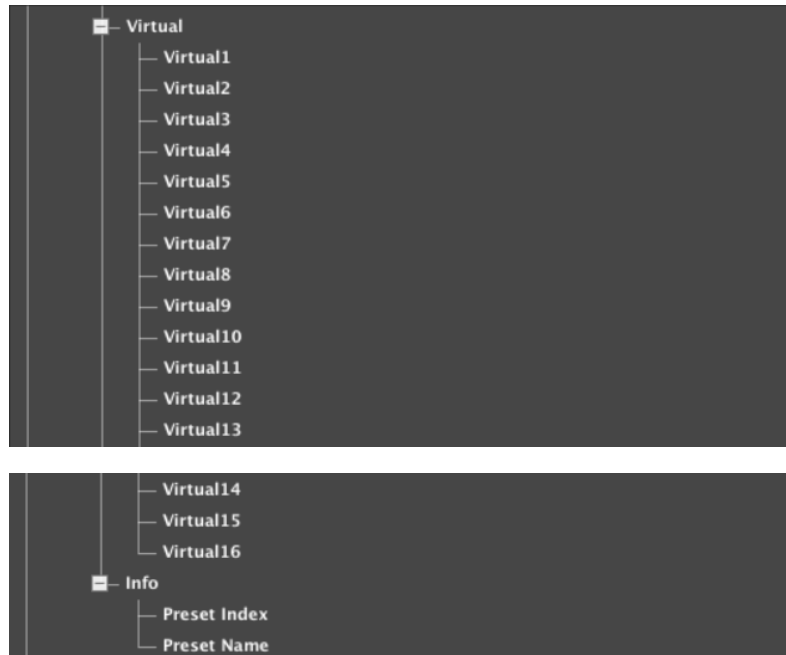 Virtual
Virtual1
Virtual2
Virtual3
Virtual4
Virtual5
Virtual6
Virtual7
Virtual8
Virtual9
Virtual10
Virtual11
Virtual12
Virtual13
Virtual14
Virtual15
Virtual16
Info
Preset Index
Preset Name